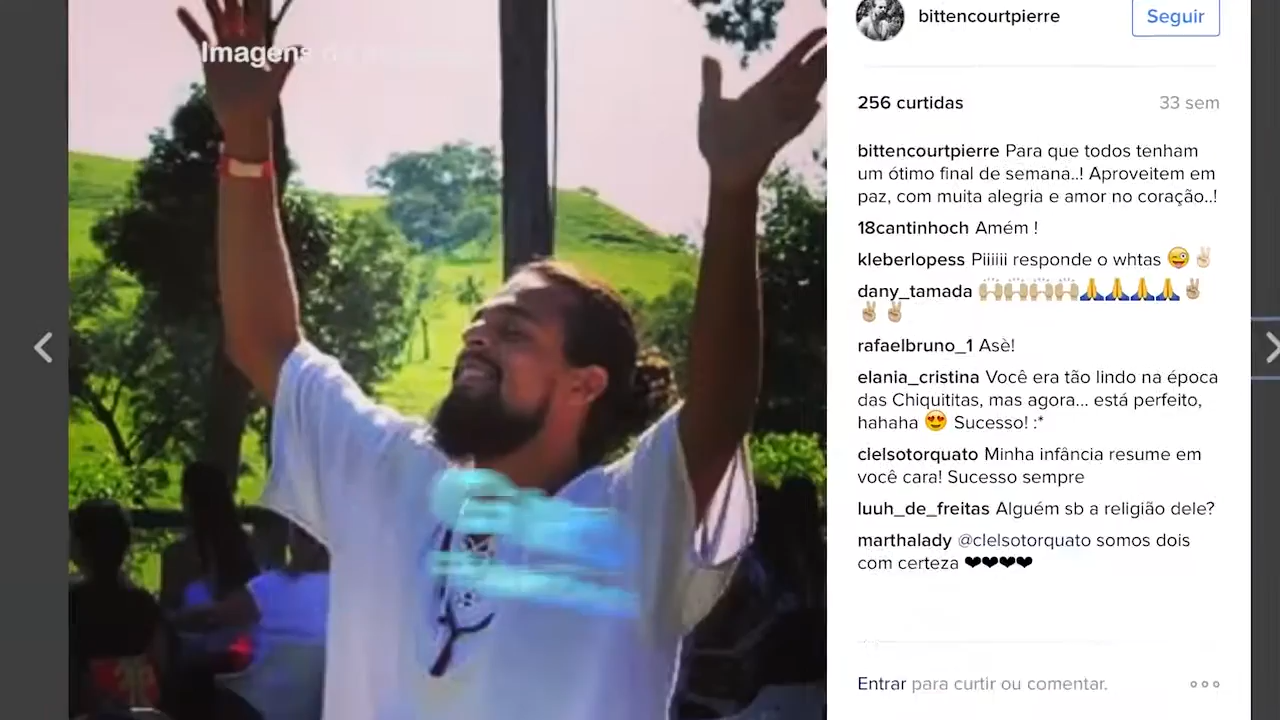 Imagens
bittencourtpierre
Seguir
256 curtidas
33 sem
bittencourtpierre Para que todos tenham
um ótimo final de semana..! Aproveitem em
paz, com muita alegria e amor no coração..!
18cantinhoch Amém !
kleberlopess Piiiiii responde o whtas 😜✌🏻
dany_tamada 🙌🏼🙌🏼🙌🏼🙌🏼🙏🙏🙏🙏✌🏼
✌🏼✌🏼
rafaelbruno_1 Asè!
elania_cristina Você era tão lindo na época
das Chiquititas, mas agora... está perfeito,
hahaha 😍 Sucesso! :*
clelsotorquato Minha infância resume em
você cara! Sucesso sempre
luuh_de_freitas Alguém sb a religião dele?
marthalady @clelsotorquato somos dois
com certeza ❤❤❤❤
Entrar para curtir ou comentar.